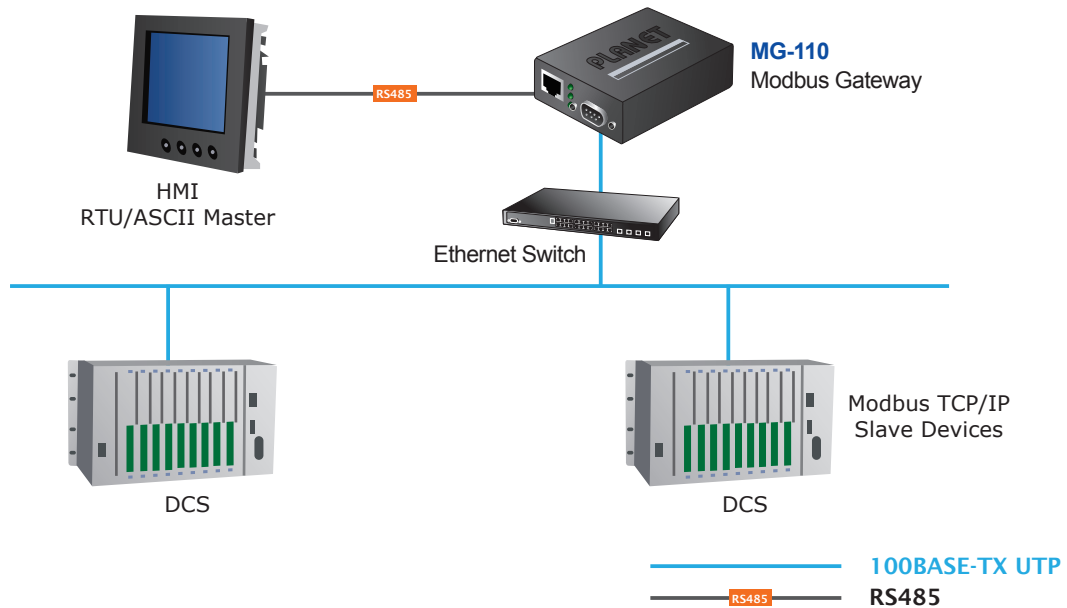 PLANET
MG-110
Modbus Gateway
RS485
HMI
RTU/ASCII Master
Ethernet Switch
Modbus TCP/IP
Slave Devices
DCS
DCS
100BASE-TX UTP
RS485
RS485